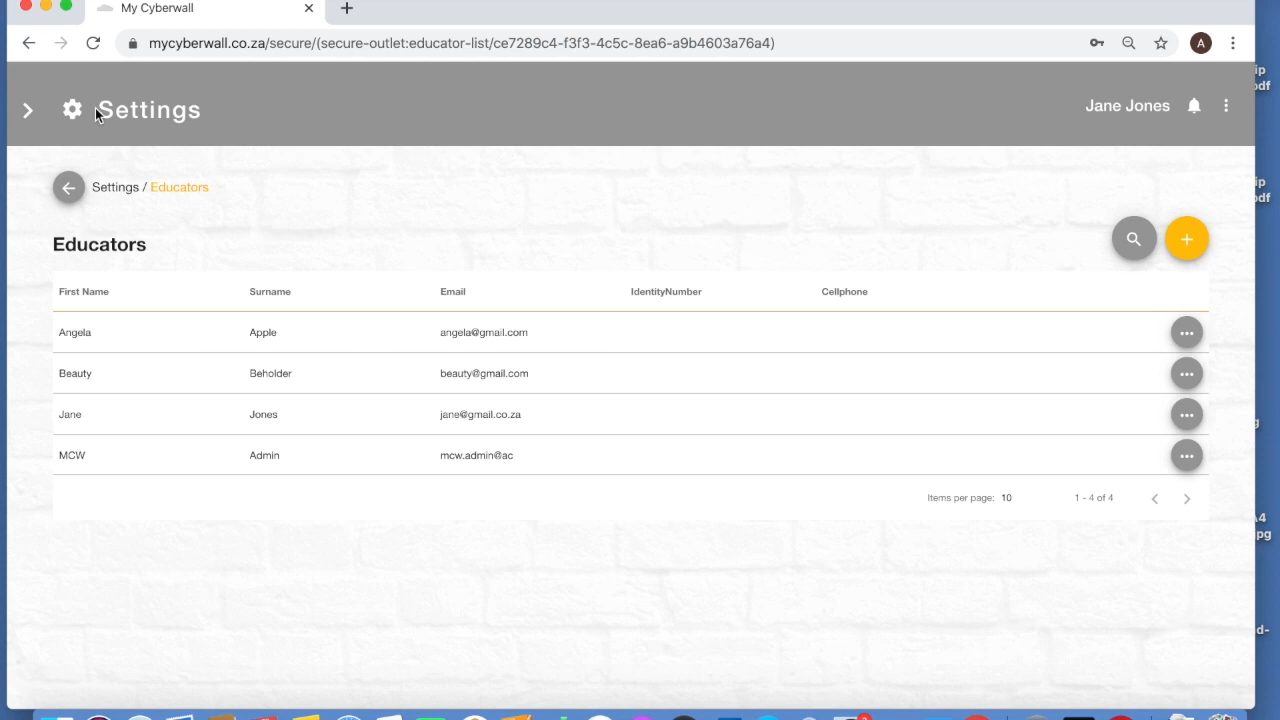 My Cyberwall
mycyberwall.co.za/secure/(secure-outlet:educator-list/ce7289c4-f3f3-4c5c-8ea6-a9b4603a76a4)
A
Settings
Jane Jones
Settings / Educators
Educators
First Name Surname Email IdentityNumber Cellphone
Angela Apple angela@gmail.com
Beauty Beholder beauty@gmail.com
Jane Jones jane@gmail.co.za
MCW Admin mcw.admin@ac
Items per page: 10 1 - 4 of 4